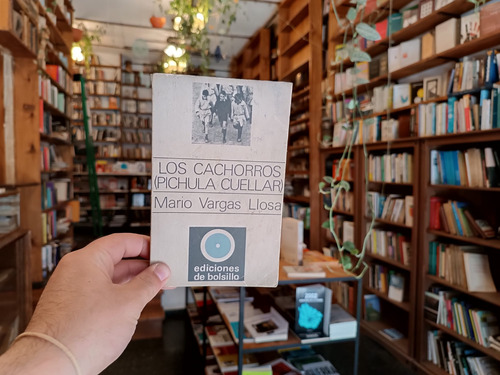 LOS CACHORROS
(PICHULA CUELLAR)
Mario Vargas Llosa
ediciones
de bolsillo